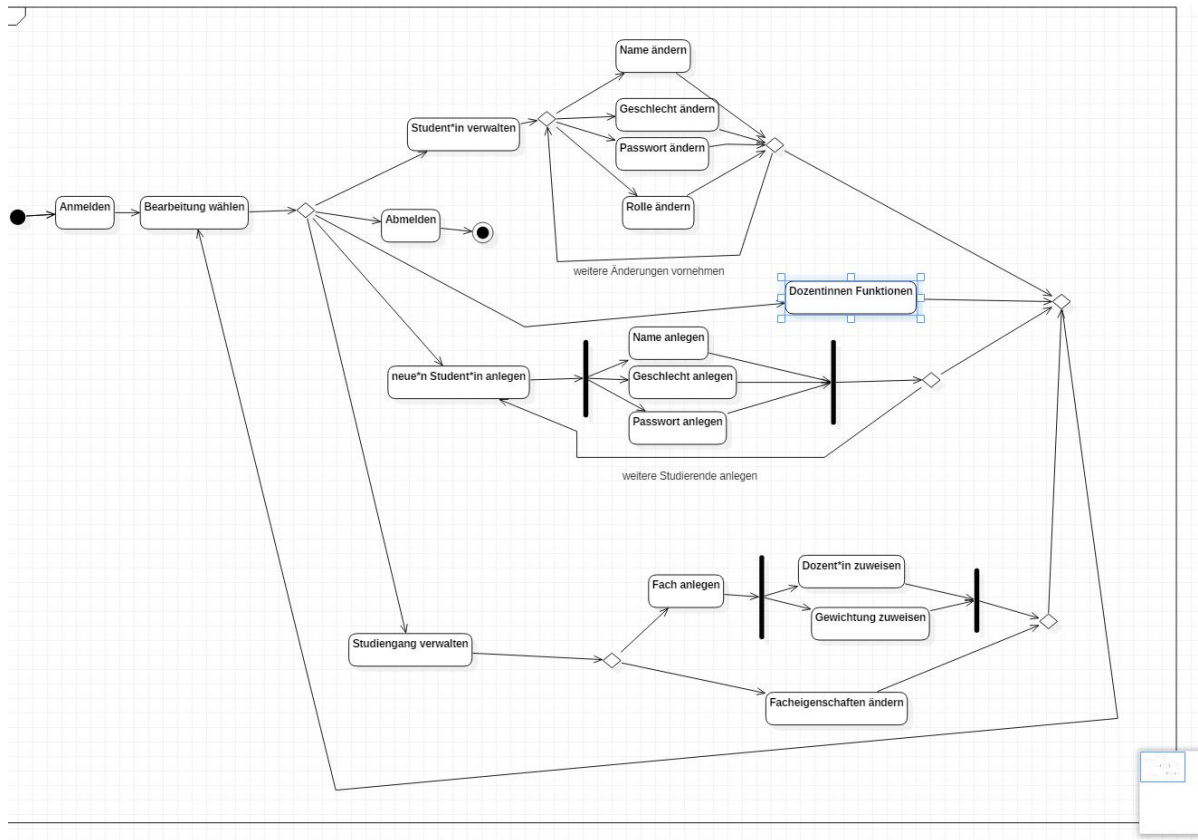 Name ändern
Geschlecht ändern
Student*in verwalten
Passwort ändern
Anmelden
Bearbeitung wählen
Rolle ändern
Abmelden
weitere Änderungen vornehmen
Dozentinnen Funktionen
Name anlegen
neue*n Student*in anlegen
Geschlecht anlegen
Passwort anlegen
weitere Studierende anlegen
Dozent*in zuweisen
Fach anlegen
Gewichtung zuweisen
Studiengang verwalten
Facheigenschaften ändern